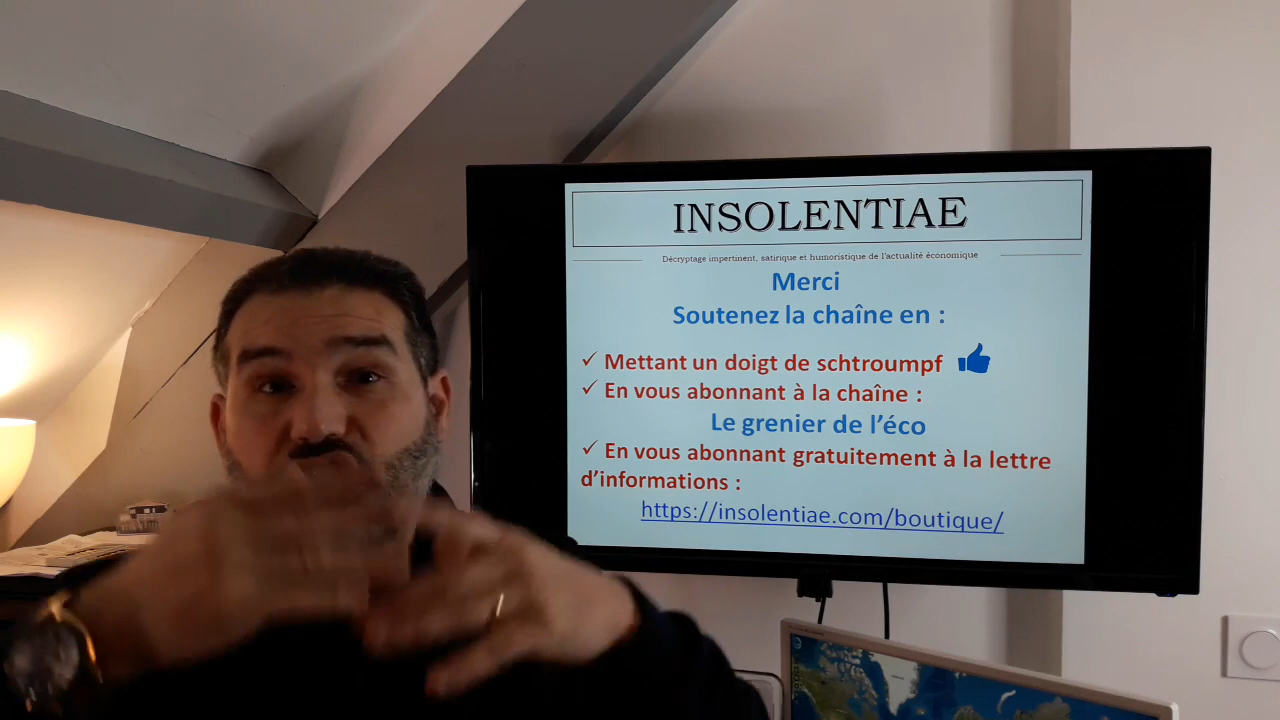 INSOLENTIAE
Décryptage impertinent, satirique et humoristique de l'actualité économique
Merci
Soutenez la chaîne en :
✓ Mettant un doigt de schtroumpf
✓ En vous abonnant à la chaîne :
Le grenier de l'éco
✓ En vous abonnant gratuitement à la lettre
d'informations :
https://insolentiae.com/boutique/